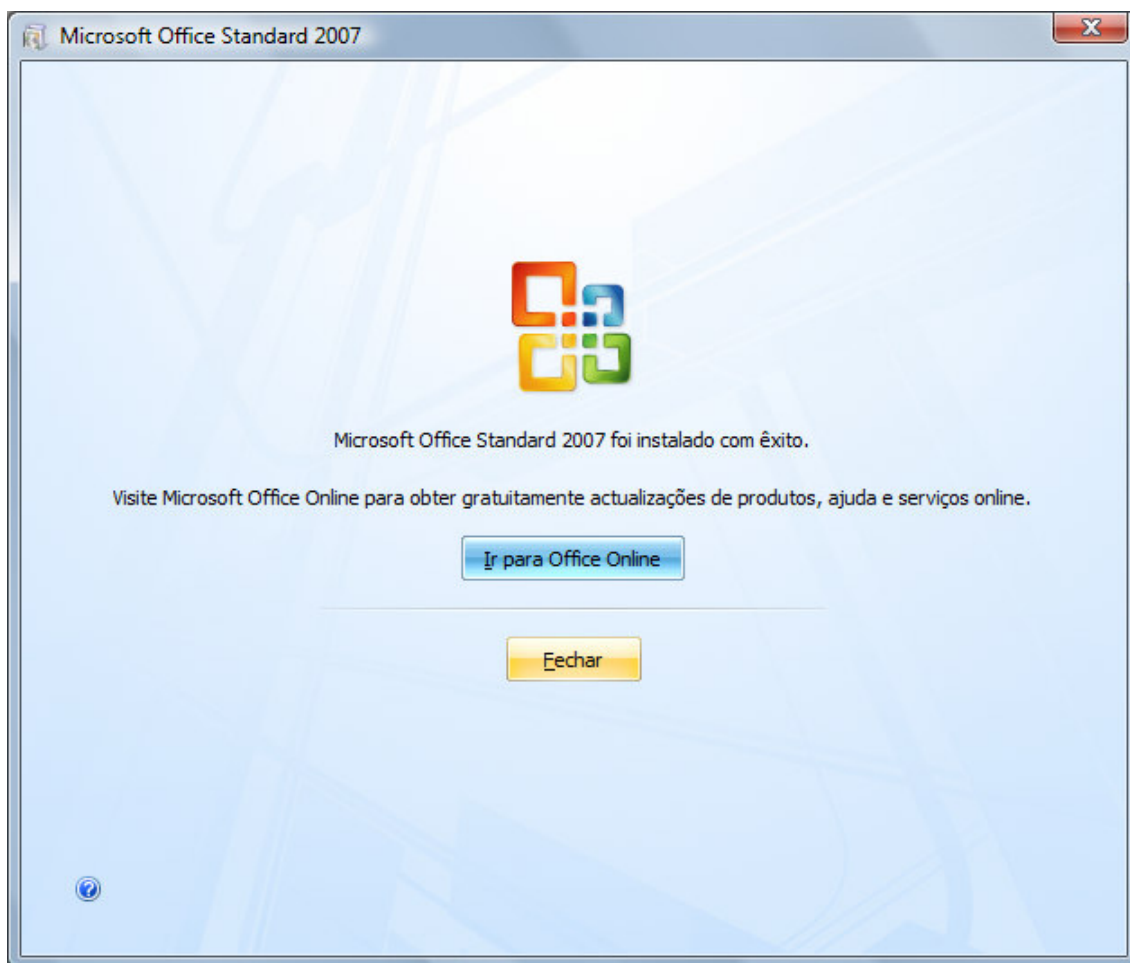 Microsoft Office Standard 2007
Microsoft Office Standard 2007 foi instalado com êxito.
Visite Microsoft Office Online para obter gratuitamente actualizações de produtos, ajuda e serviços online.
Ir para Office Online
Fechar